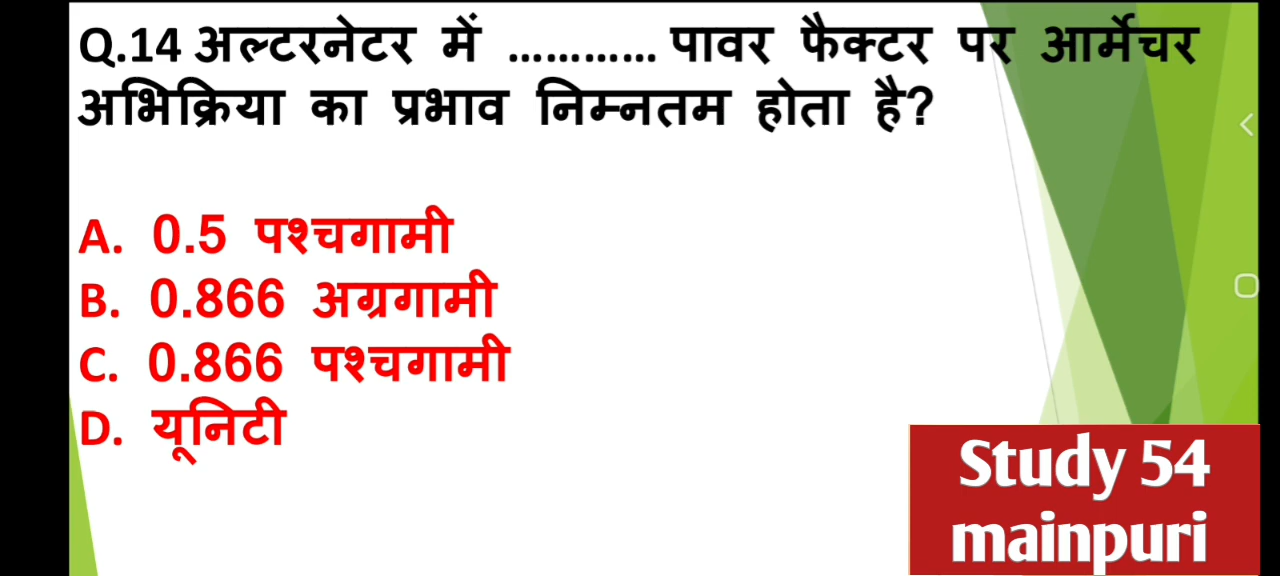 Q.14 अल्टरनेटर में ............ पावर फैक्टर पर आर्मेचर
अभिक्रिया का प्रभाव निम्नतम होता है?
A. 0.5 पश्चगामी
B. 0.866 अग्रगामी
C. 0.866 पश्चगामी
D. यूनिटी
Study 54
mainpuri